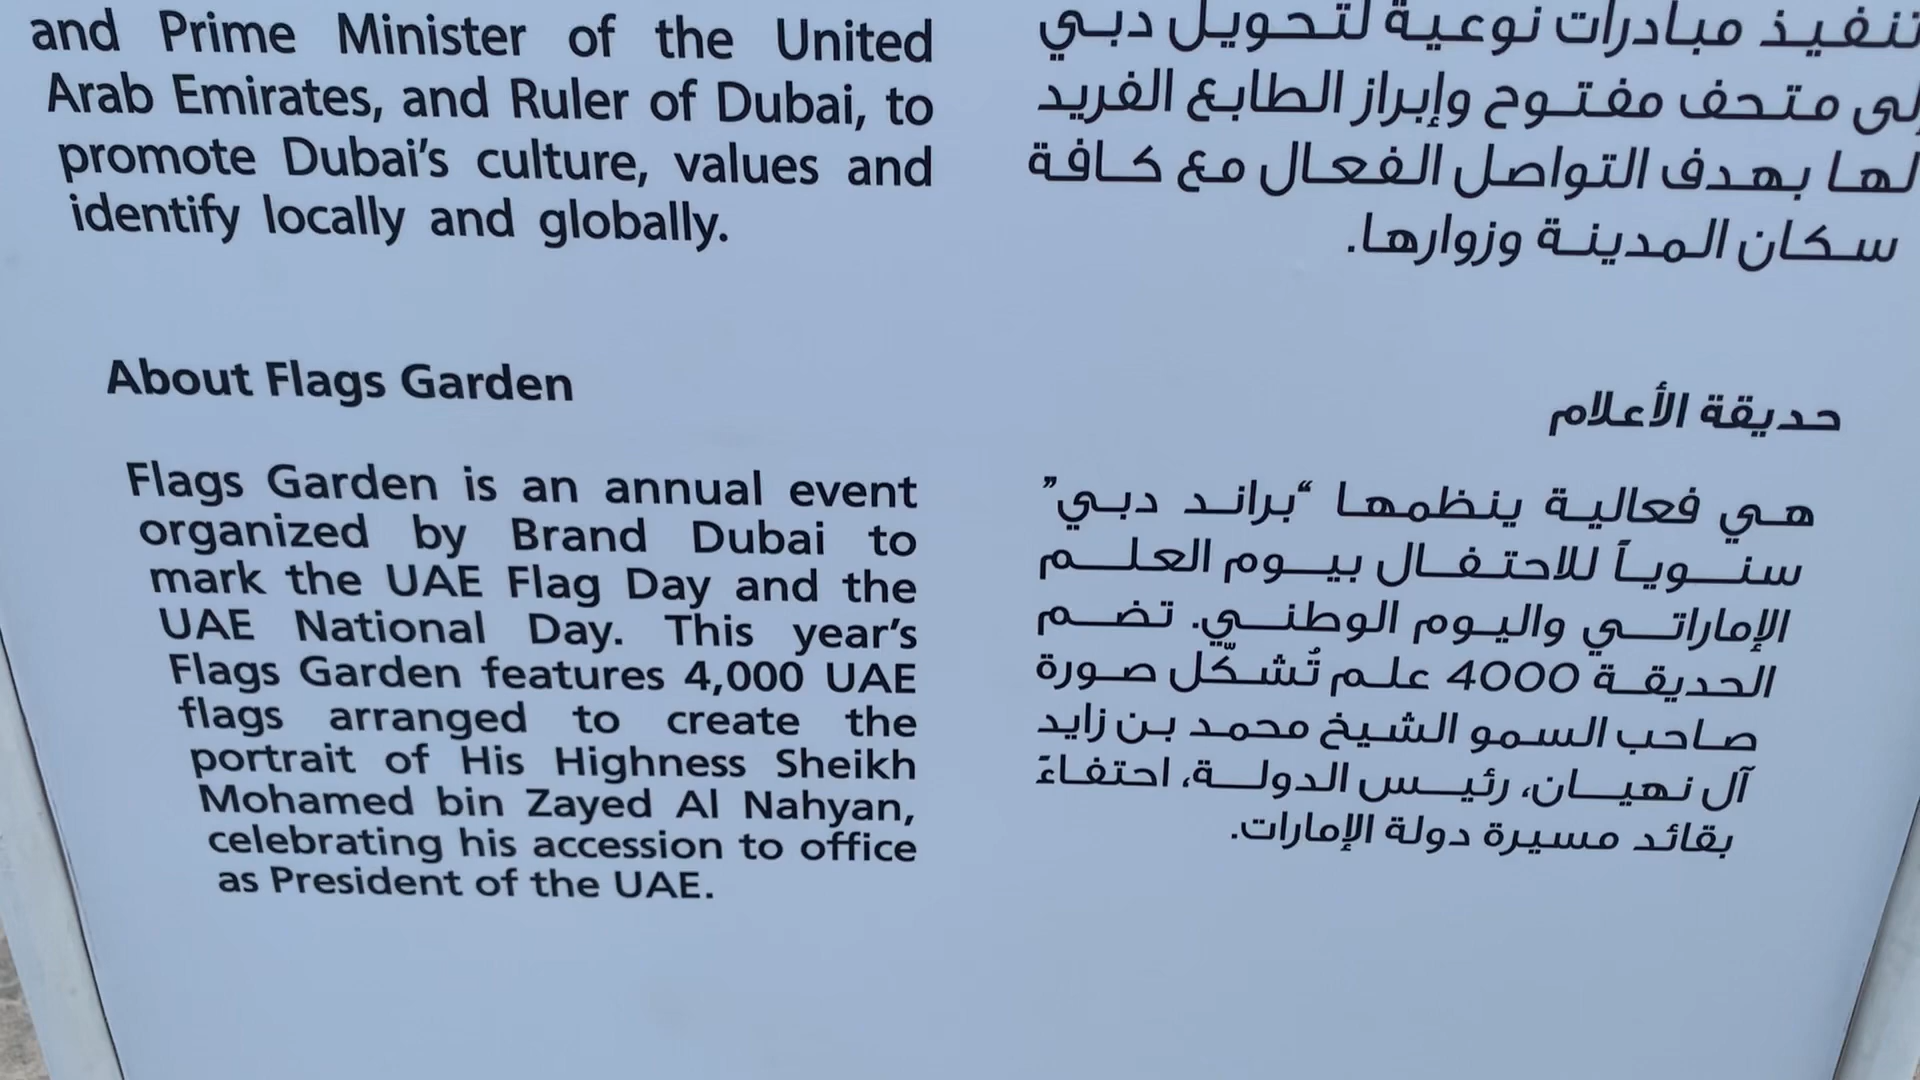 and Prime Minister of the United
Arab Emirates, and Ruler of Dubai, to
promote Dubai's culture, values and
identify locally and globally.
About Flags Garden
Flags Garden is an annual event
organized by Brand Dubai to
mark the UAE Flag Day and the
UAE National Day. This year's
Flags Garden features 4,000 UAE
flags arranged to create the
portrait of His Highness Sheikh
Mohamed bin Zayed Al Nahyan,
celebrating his accession to office
as President of the UAE.
تنفيذ مبادرات نوعية لتحويل دبي
متحف مفتوح وإبراز الطابع الفريد
لها بهدف التواصل الفعال مع كافة
سكان المدينة وزوارها.
حديقة الأعلام
هي فعالية ينظمها “براند دبي”
سنوياً للاحتفال بيوم العلم
الإماراتي واليوم الوطني. تضم
الحديقة 4000 علم تُشكّل صورة
صاحب السمو الشيخ محمد بن زايد
آل نهيان، رئيس الدولة، احتفاءً
بقائد مسيرة دولة الإمارات.